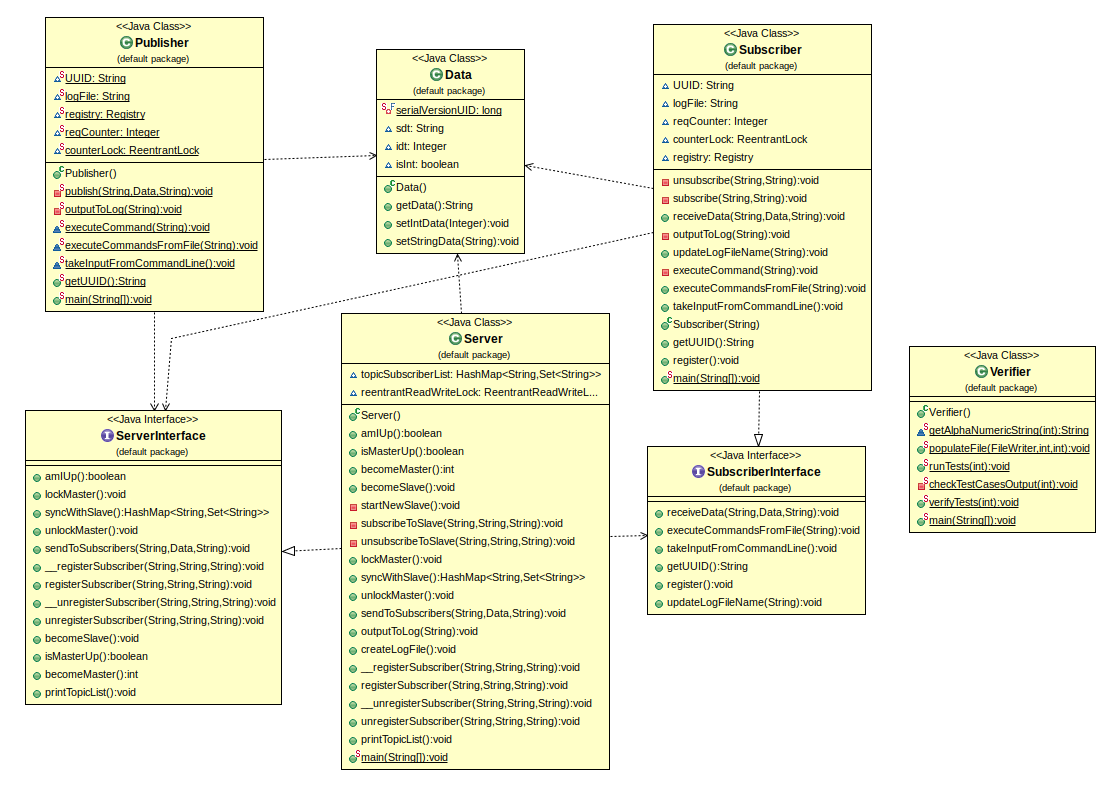 <<Java Class>>
Publisher
(default package)
UUID: String
logFile: String
registry: Registry
reqCounter: Integer
counterLock: ReentrantLock
Publisher()
publish(String,Data,String):void
outputToLog(String):void
executeCommand(String):void
executeCommandsFromFile(String):void
takeInputFromCommandLine():void
getUUID():String
main(String[]):void
<<Java Class>>
Data
(default package)
serialVersionUID: long
sdt: String
idt: Integer
isInt: boolean
Data()
getData():String
setIntData(Integer):void
setStringData(String):void
<<Java Class>>
Subscriber
(default package)
UUID: String
logFile: String
reqCounter: Integer
counterLock: ReentrantLock
registry: Registry
unsubscribe(String,String):void
subscribe(String,String):void
receiveData(String,Data,String):void
outputToLog(String):void
updateLogFileName(String):void
executeCommand(String):void
executeCommandsFromFile(String):void
takeInputFromCommandLine():void
Subscriber(String)
getUUID():String
register():void
main(String[]):void
<<Java Interface>>
ServerInterface
(default package)
amIUp():boolean
lockMaster():void
syncWithSlave():HashMap<String,Set<String>>
unlockMaster():void
sendToSubscribers(String,Data,String):void
__registerSubscriber(String,String,String):void
registerSubscriber(String,String,String):void
__unregisterSubscriber(String,String,String):void
unregisterSubscriber(String,String,String):void
becomeSlave():void
isMasterUp():boolean
becomeMaster():int
printTopicList():void
<<Java Class>>
Server
(default package)
topicSubscriberList: HashMap<String,Set<String>>
reentrantReadWriteLock: ReentrantReadWriteL...
Server()
amIUp():boolean
isMasterUp():boolean
becomeMaster():int
becomeSlave():void
startNewSlave():void
subscribeToSlave(String,String,String):void
unsubscribeToSlave(String,String,String):void
lockMaster():void
syncWithSlave():HashMap<String,Set<String>>
unlockMaster():void
sendToSubscribers(String,Data,String):void
outputToLog(String):void
createLogFile():void
__registerSubscriber(String,String,String):void
registerSubscriber(String,String,String):void
__unregisterSubscriber(String,String,String):void
unregisterSubscriber(String,String,String):void
printTopicList():void
main(String[]):void
<<Java Interface>>
SubscriberInterface
(default package)
receiveData(String,Data,String):void
executeCommandsFromFile(String):void
takeInputFromCommandLine():void
getUUID():String
register():void
updateLogFileName(String):void
<<Java Class>>
Verifier
(default package)
Verifier()
getAlphaNumericString(int):String
populateFile(FileWriter,int,int):void
runTests(int):void
checkTestCasesOutput(int):void
verifyTests(int):void
main(String[]):void